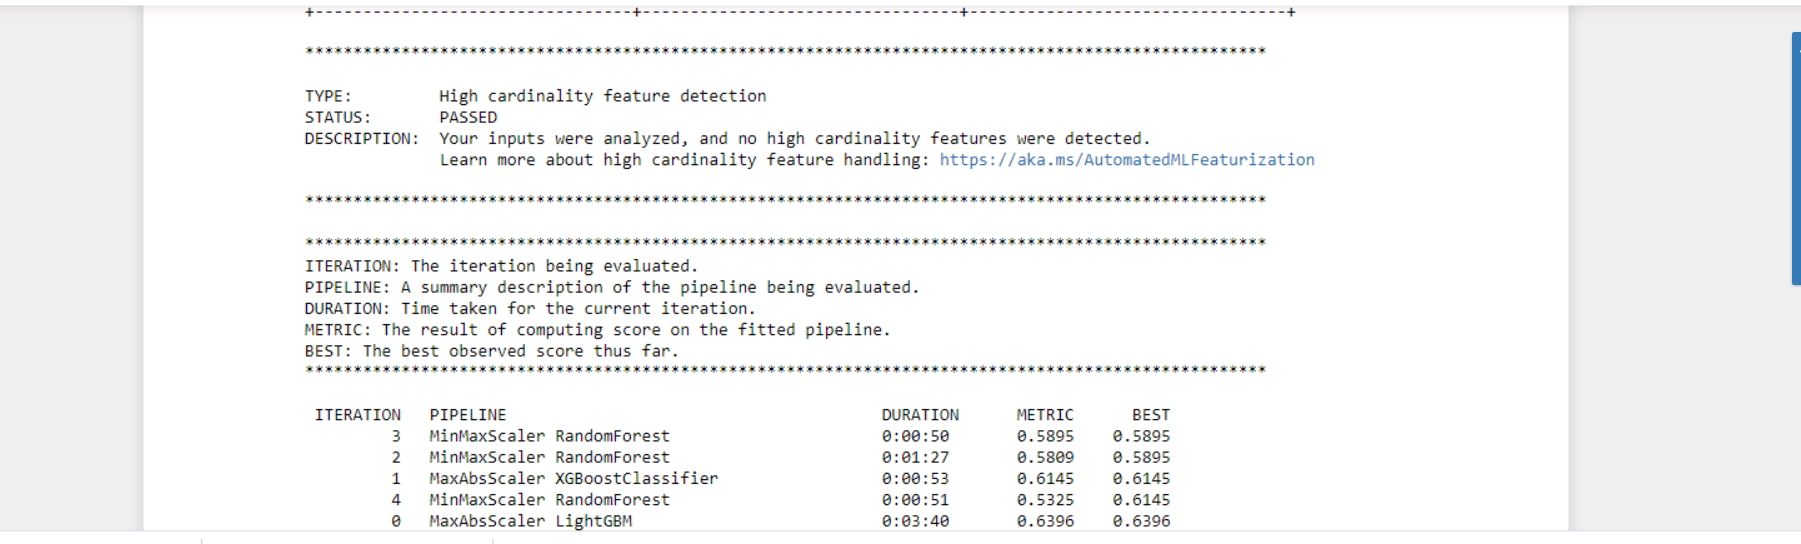 +---------------------------------+---------------------------------+---------------------------------+
****************************************************************************************************
TYPE:         High cardinality feature detection
STATUS:       PASSED
DESCRIPTION:  Your inputs were analyzed, and no high cardinality features were detected.
              Learn more about high cardinality feature handling: https://aka.ms/AutomatedMLFeaturization
****************************************************************************************************
****************************************************************************************************
ITERATION: The iteration being evaluated.
PIPELINE: A summary description of the pipeline being evaluated.
DURATION: Time taken for the current iteration.
METRIC: The result of computing score on the fitted pipeline.
BEST: The best observed score thus far.
****************************************************************************************************
 ITERATION   PIPELINE                                       DURATION      METRIC      BEST
         3   MinMaxScaler RandomForest                      0:00:50       0.5895    0.5895
         2   MinMaxScaler RandomForest                      0:01:27       0.5809    0.5895
         1   MaxAbsScaler XGBoostClassifier                 0:00:53       0.6145    0.6145
         4   MinMaxScaler RandomForest                      0:00:51       0.5325    0.6145
         0   MaxAbsScaler LightGBM                          0:03:40       0.6396    0.6396